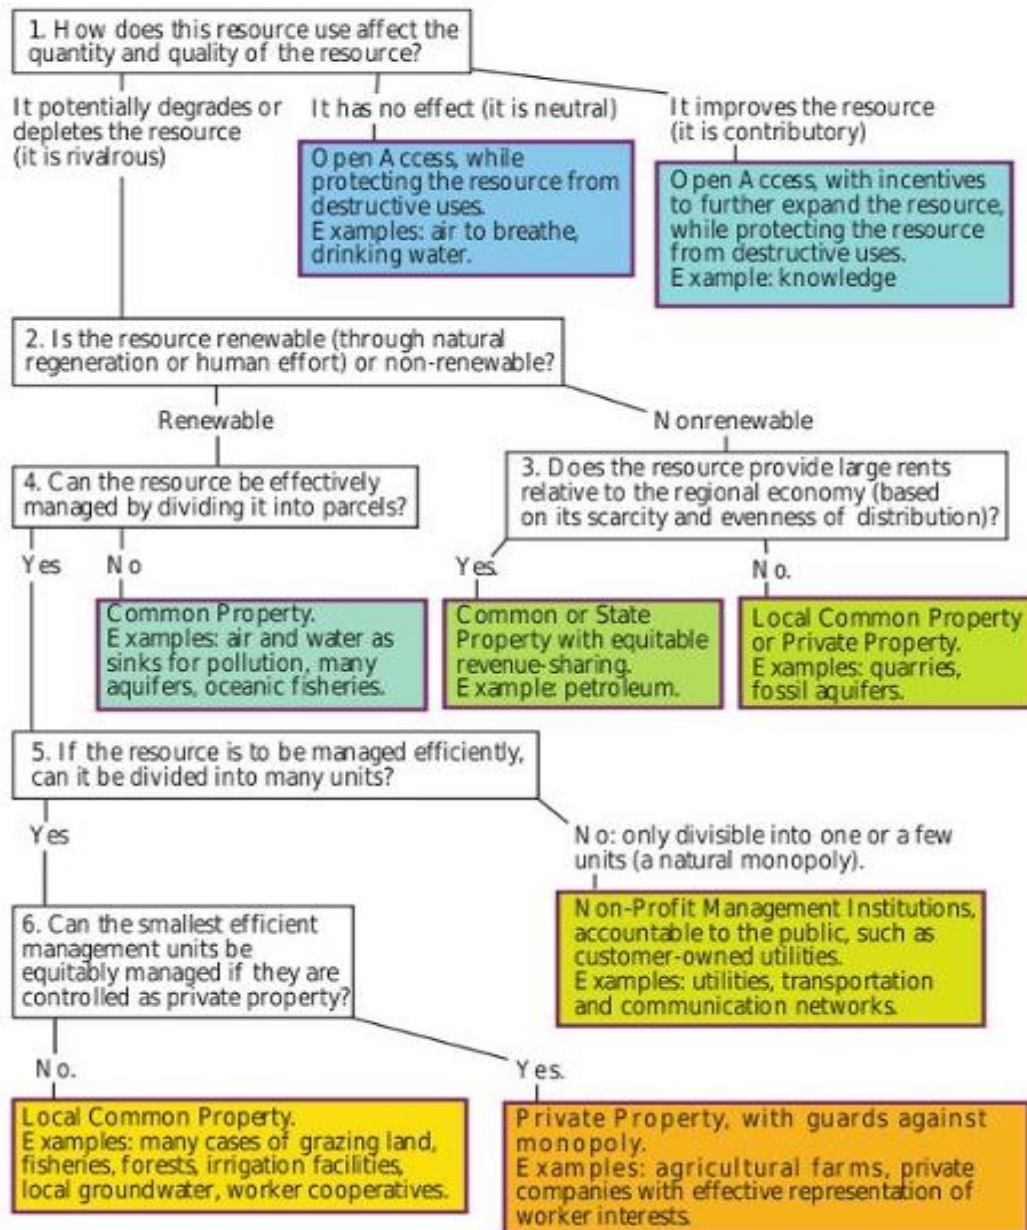 1. How does this resource use affect the
quantity and quality of the resource?
It potentially degrades or
depletes the resource
(it is rivalrous)
It has no effect (it is neutral)
It improves the resource
(it is contributory)
Open Access, while
protecting the resource from
destructive uses.
Examples: air to breathe,
drinking water.
Open Access, with incentives
to further expand the resource,
while protecting the resource
from destructive uses.
Example: knowledge
2. Is the resource renewable (through natural
regeneration or human effort) or non-renewable?
Renewable
Nonrenewable
4. Can the resource be effectively
managed by dividing it into parcels?
3. Does the resource provide large rents
relative to the regional economy (based
on its scarcity and evenness of distribution)?
Yes
No
Yes.
No.
Common Property.
Examples: air and water as
sinks for pollution, many
aquifers, oceanic fisheries.
Common or State
Property with equitable
revenue-sharing.
Example: petroleum.
Local Common Property
or Private Property.
Examples: quarries,
fossil aquifers.
5. If the resource is to be managed efficiently,
can it be divided into many units?
Yes
No: only divisible into one or a few
units (a natural monopoly).
6. Can the smallest efficient
management units be
equitably managed if they are
controlled as private property?
Non-Profit Management Institutions,
accountable to the public, such as
customer-owned utilities.
Examples: utilities, transportation
and communication networks.
No.
Yes.
Local Common Property.
Examples: many cases of grazing land,
fisheries, forests, irrigation facilities,
local groundwater, worker cooperatives.
Private Property, with guards against
monopoly.
Examples: agricultural farms, private
companies with effective representation of
worker interests.